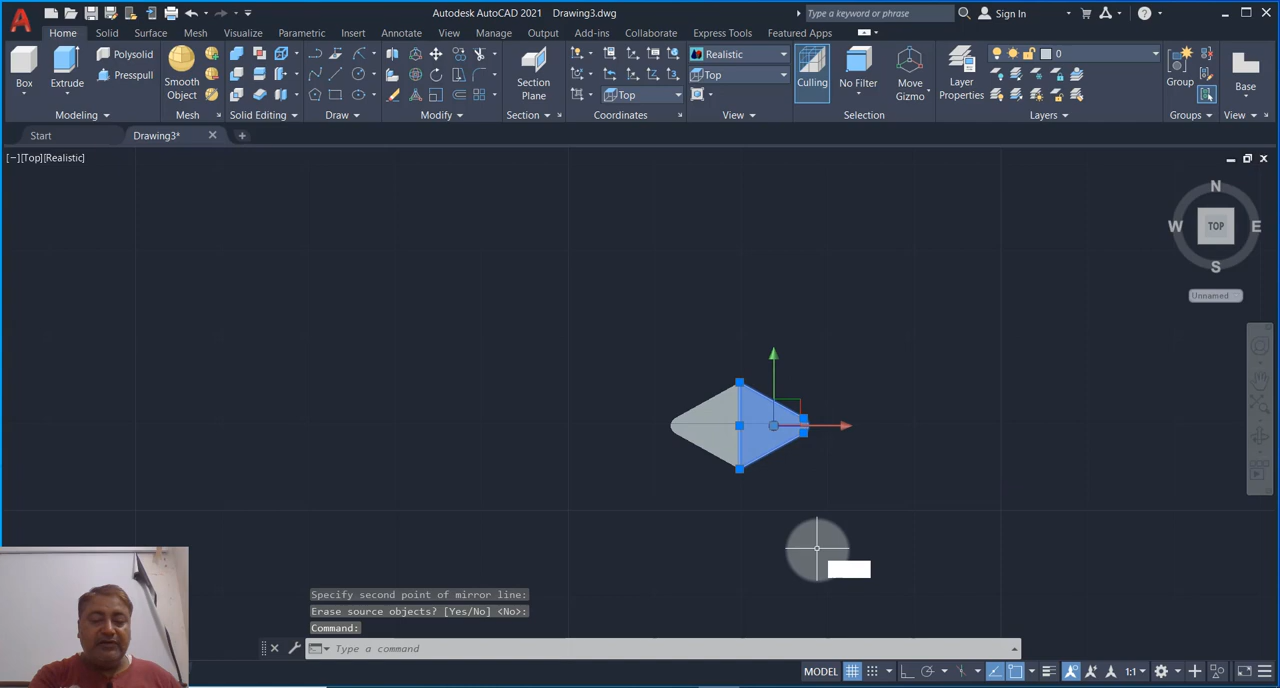 Autodesk AutoCAD 2021 Drawing3.dwg
Type a keyword or phrase
Sign In
Home Solid Surface Mesh Visualize Parametric Insert Annotate View Manage Output Add-ins Collaborate Express Tools Featured Apps
Box
Extrude
Polysolid
Presspull
Smooth Object
Section Plane
Realistic
Top
Top
Culling
No Filter
Move Gizmo
Layer Properties
0
Group
Base
Modeling
Mesh
Solid Editing
Draw
Modify
Section
Coordinates
View
Selection
Layers
Groups
View
Start
Drawing3*
[−][Top][Realistic]
N
W
TOP
E
S
Unnamed
Specify second point of mirror line:
Erase source objects? [Yes/No] <No>:
Command:
Type a command
MODEL
1:1